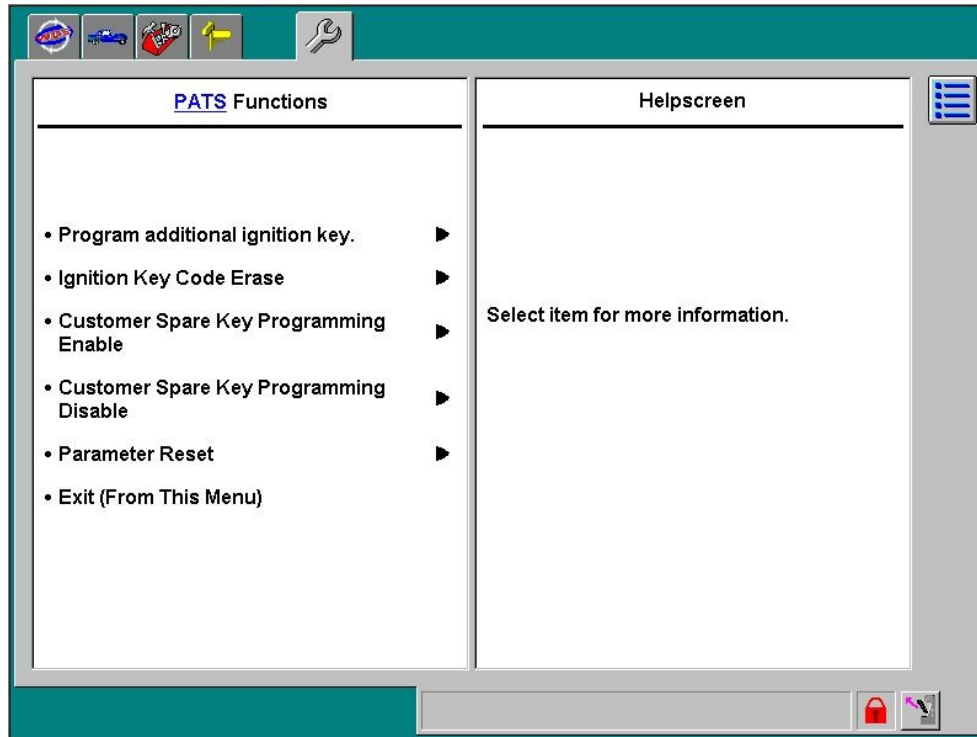 PATS Functions
Helpscreen
• Program additional ignition key.
• Ignition Key Code Erase
• Customer Spare Key Programming
Enable
• Customer Spare Key Programming
Disable
• Parameter Reset
• Exit (From This Menu)
Select item for more information.